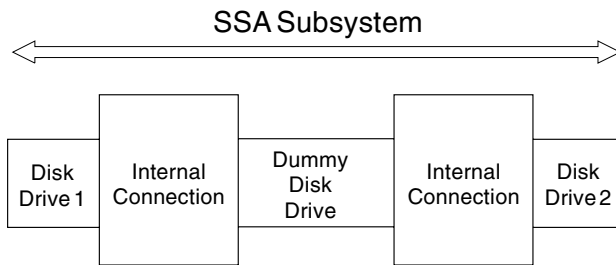 SSA Subsystem
Disk
Drive 1
Internal
Connection
Dummy
Disk
Drive
Internal
Connection
Disk
Drive 2